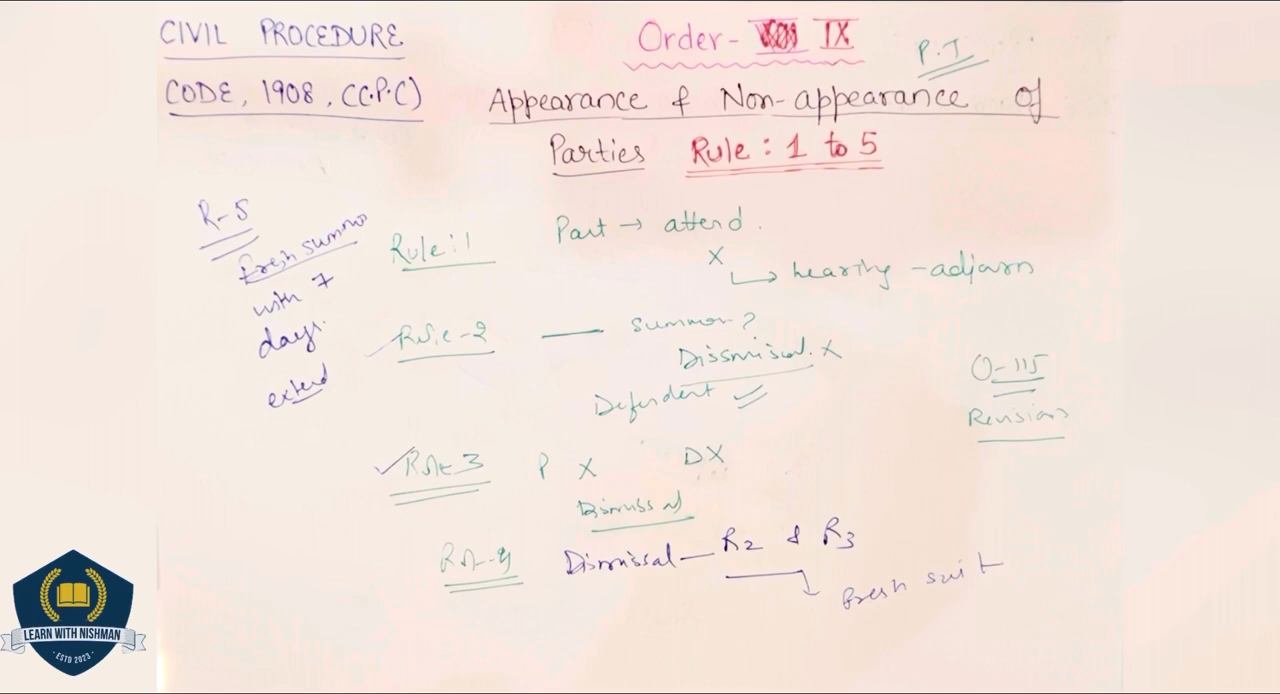 CIVIL PROCEDURE
CODE, 1908, (C.P.C)
Order- IX
P.I
Appearance & Non-appearance of
Parties Rule: 1 to 5
R-5
Fresh summon
with 7
days.
extend
Rule:1 Part → attend.
X
hearing - adjourn
Rule-2 — summon?
Dissmisal. X
Defendent
O-115
Revision
Rule 3 P X DX
Dismissal
Rule-4 Dismissal — R2 & R3
Fresh suit
LEARN WITH NISHMAN
· ESTD 2023 ·